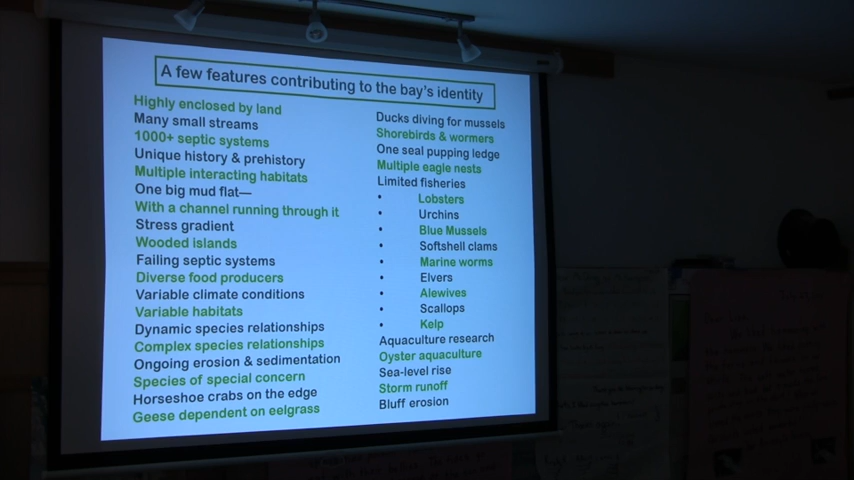 A few features contributing to the bay's identity
Highly enclosed by land
Many small streams
1000+ septic systems
Unique history & prehistory
Multiple interacting habitats
One big mud flat—
With a channel running through it
Stress gradient
Wooded islands
Failing septic systems
Diverse food producers
Variable climate conditions
Variable habitats
Dynamic species relationships
Complex species relationships
Ongoing erosion & sedimentation
Species of special concern
Horseshoe crabs on the edge
Geese dependent on eelgrass
Ducks diving for mussels
Shorebirds & wormers
One seal pupping ledge
Multiple eagle nests
Limited fisheries
• Lobsters
• Urchins
• Blue Mussels
• Softshell clams
• Marine worms
• Elvers
• Alewives
• Scallops
• Kelp
Aquaculture research
Oyster aquaculture
Sea-level rise
Storm runoff
Bluff erosion